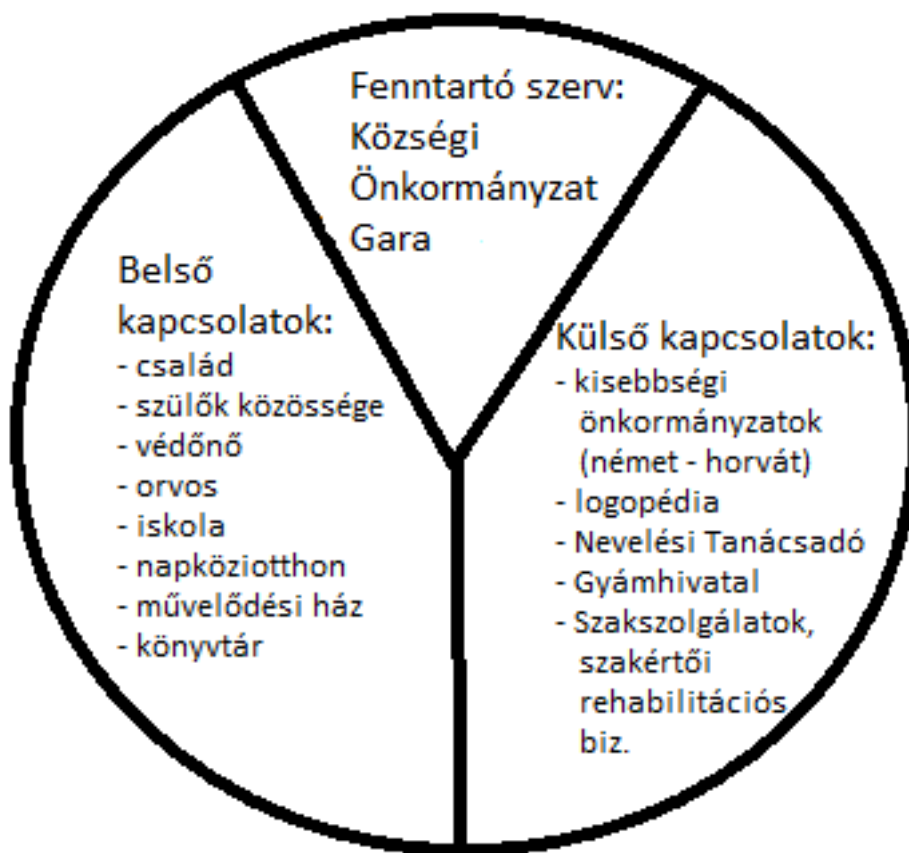 Fenntartó szerv:
Községi
Önkormányzat
Gara
Belső
kapcsolatok:
- család
- szülők közössége
- védőnő
- orvos
- iskola
- napköziotthon
- művelődési ház
- könyvtár
Külső kapcsolatok:
- kisebbségi
önkormányzatok
(német - horvát)
- logopédia
- Nevelési Tanácsadó
- Gyámhivatal
- Szakszolgálatok,
szakértői
rehabilitációs
biz.